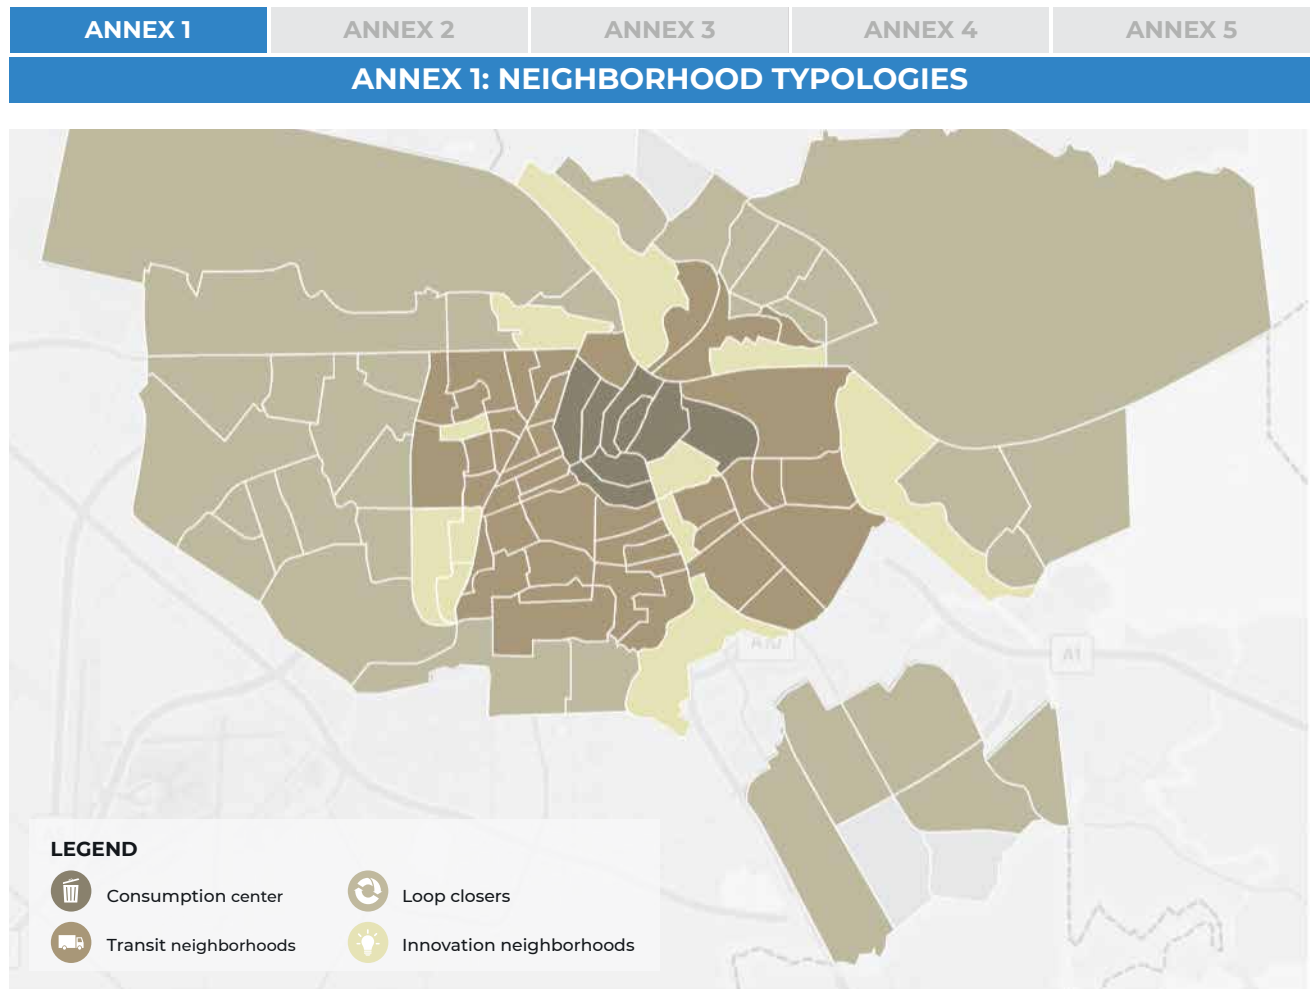 ANNEX 1
ANNEX 2
ANNEX 3
ANNEX 4
ANNEX 5
ANNEX 1: NEIGHBORHOOD TYPOLOGIES
A10
A1
LEGEND
Consumption center
Loop closers
Transit neighborhoods
Innovation neighborhoods